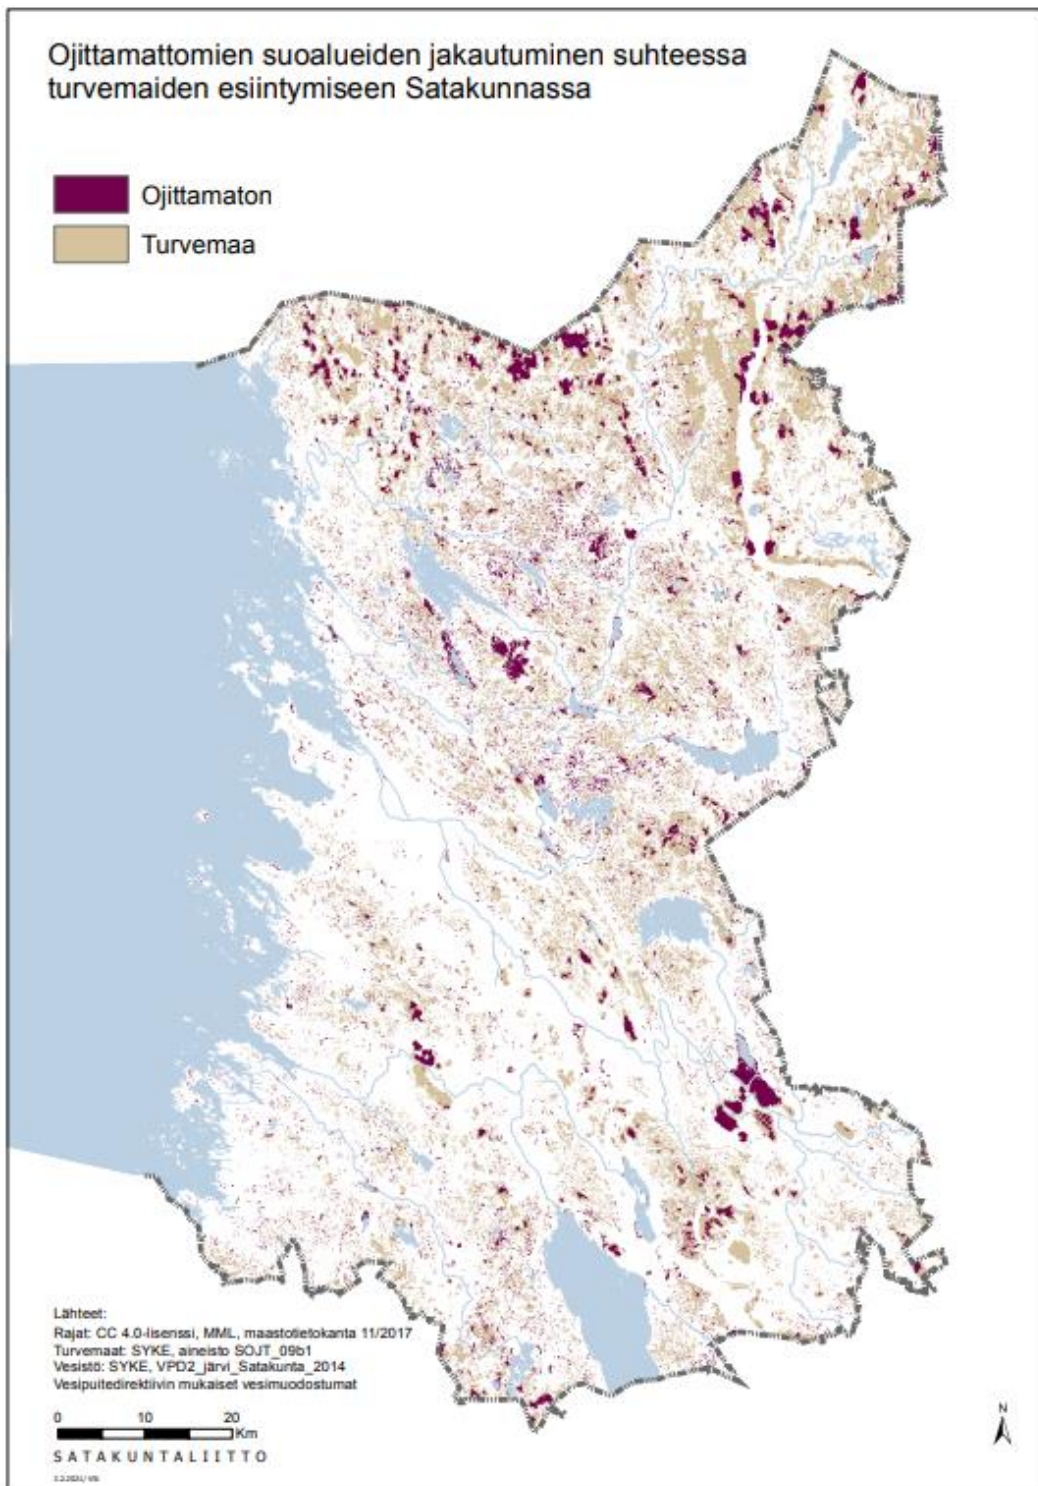 Ojittamattomien suoalueiden jakautuminen suhteessa
turvemaiden esiintymiseen Satakunnassa
Ojittamaton
Turvemaa
Lähteet:
Rajat: CC 4.0-lisenssi, MML, maastotietokanta 11/2017
Turvemaat: SYKE, aineisto SOJT_09b1
Vesistö: SYKE, VPD2_järvi_Satakunta_2014
Vesipuitedirektiivin mukaiset vesimuodostumat
0 10 20
Km
SATAKUNTALIITTO
N